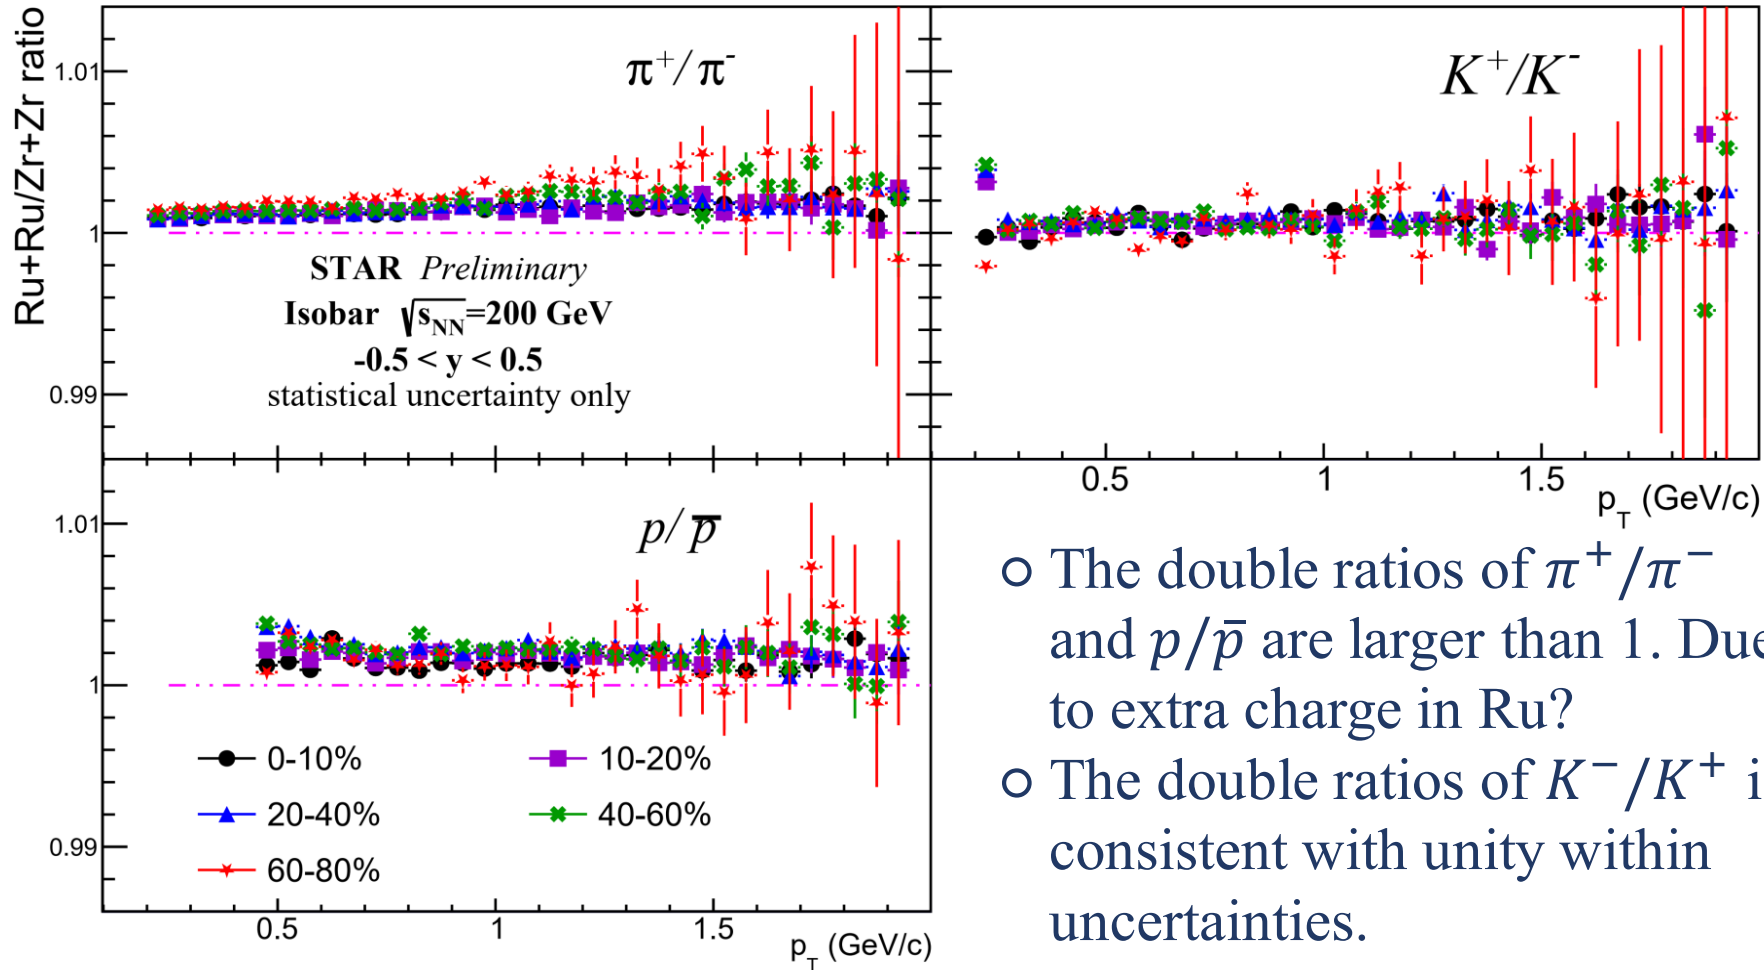 Ru+Ru/Zr+Zr ratio
1.01
1
0.99
π⁺/π⁻
STAR Preliminary
Isobar √s_NN=200 GeV
-0.5 < y < 0.5
statistical uncertainty only
K⁺/K⁻
0.5 1 1.5
p_T (GeV/c)
1.01
1
0.99
p/p̅
0-10% 10-20%
20-40% 40-60%
60-80%
0.5 1 1.5
p_T (GeV/c)
○ The double ratios of π⁺/π⁻
and p/p̅ are larger than 1. Due
to extra charge in Ru?
○ The double ratios of K⁻/K⁺ i
consistent with unity within
uncertainties.